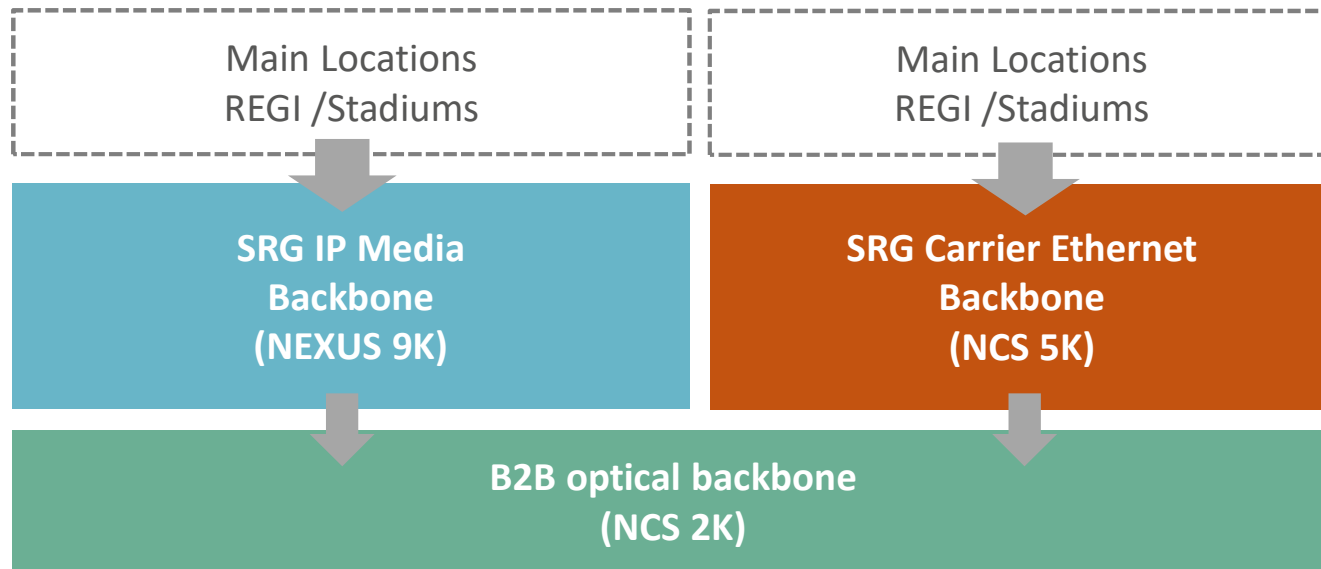 Main Locations
REGI /Stadiums
Main Locations
REGI /Stadiums
SRG IP Media
Backbone
(NEXUS 9K)
SRG Carrier Ethernet
Backbone
(NCS 5K)
B2B optical backbone
(NCS 2K)